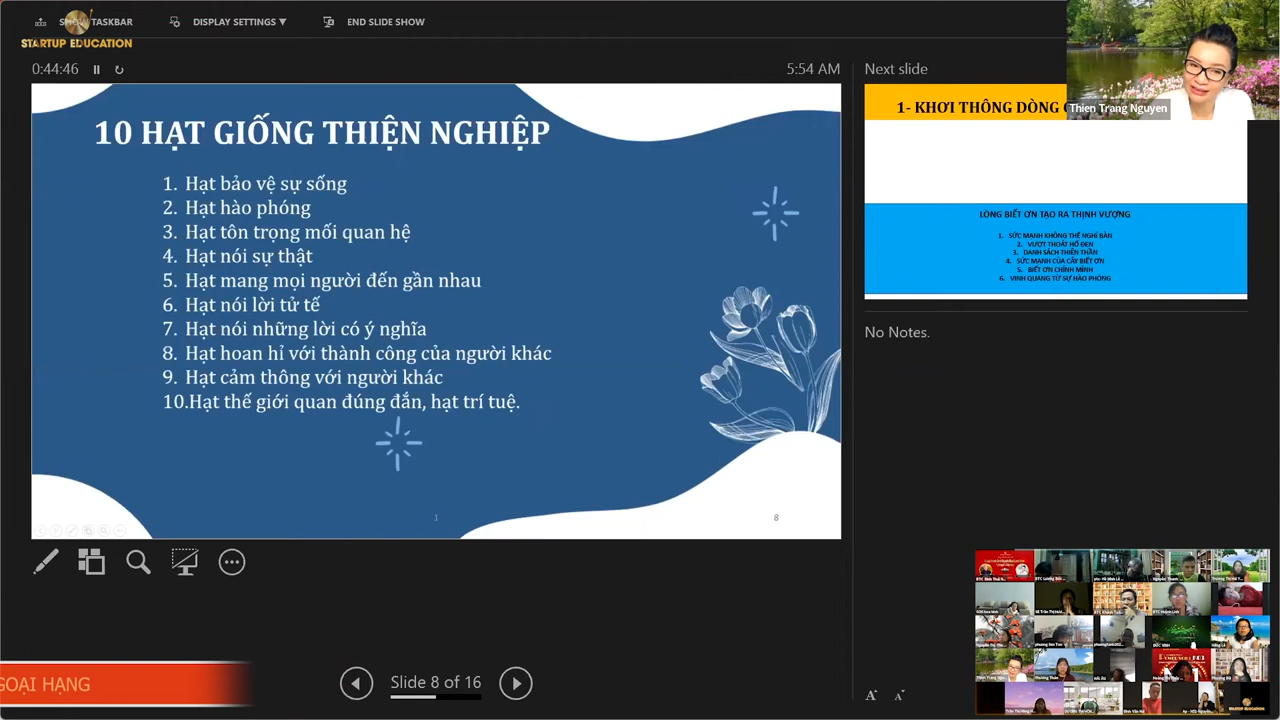 SHOW TASKBAR
DISPLAY SETTINGS ▼
END SLIDE SHOW
STARTUP EDUCATION
0:44:46
5:54 AM
10 HẠT GIỐNG THIỆN NGHIỆP
1. Hạt bảo vệ sự sống
2. Hạt hào phóng
3. Hạt tôn trọng mối quan hệ
4. Hạt nói sự thật
5. Hạt mang mọi người đến gần nhau
6. Hạt nói lời tử tế
7. Hạt nói những lời có ý nghĩa
8. Hạt hoan hỉ với thành công của người khác
9. Hạt cảm thông với người khác
10.Hạt thế giới quan đúng đắn, hạt trí tuệ.
1
8
Next slide
1- KHƠI THÔNG DÒNG
Thien Trang Nguyen
LÒNG BIẾT ƠN TẠO RA THỊNH VƯỢNG
1. SỨC MẠNH KHÔNG THỂ NGHĨ BÀN
2. VƯỢT THOÁT HỐ ĐEN
3. DANH SÁCH THIÊN THẦN
4. SỨC MẠNH CỦA CÂY BIẾT ƠN
5. BIẾT ƠN CHÍNH MÌNH
6. VINH QUANG TỪ SỰ HÀO PHÓNG
No Notes.
GOẠI HẠNG
Slide 8 of 16